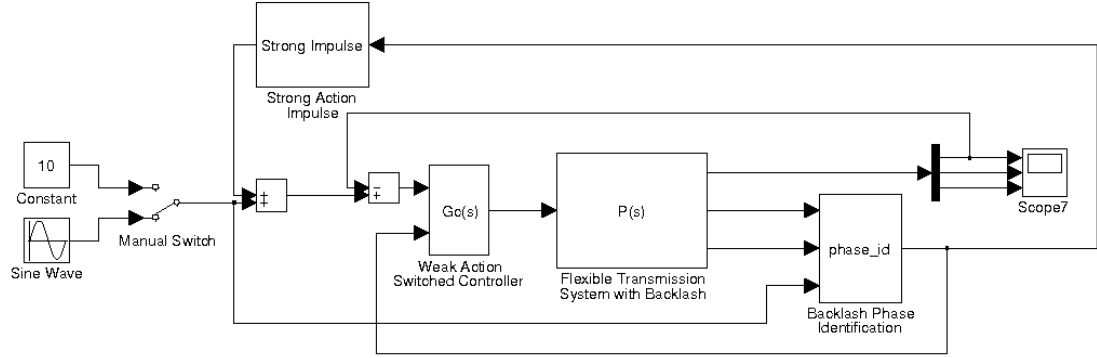 Strong Impulse
Strong Action
Impulse
10
Constant
Manual Switch
Sine Wave
+
+
−
+
Gc(s)
Weak Action
Switched Controller
P(s)
Flexible Transmission
System with Backlash
phase_id
Backlash Phase
Identification
Scope7